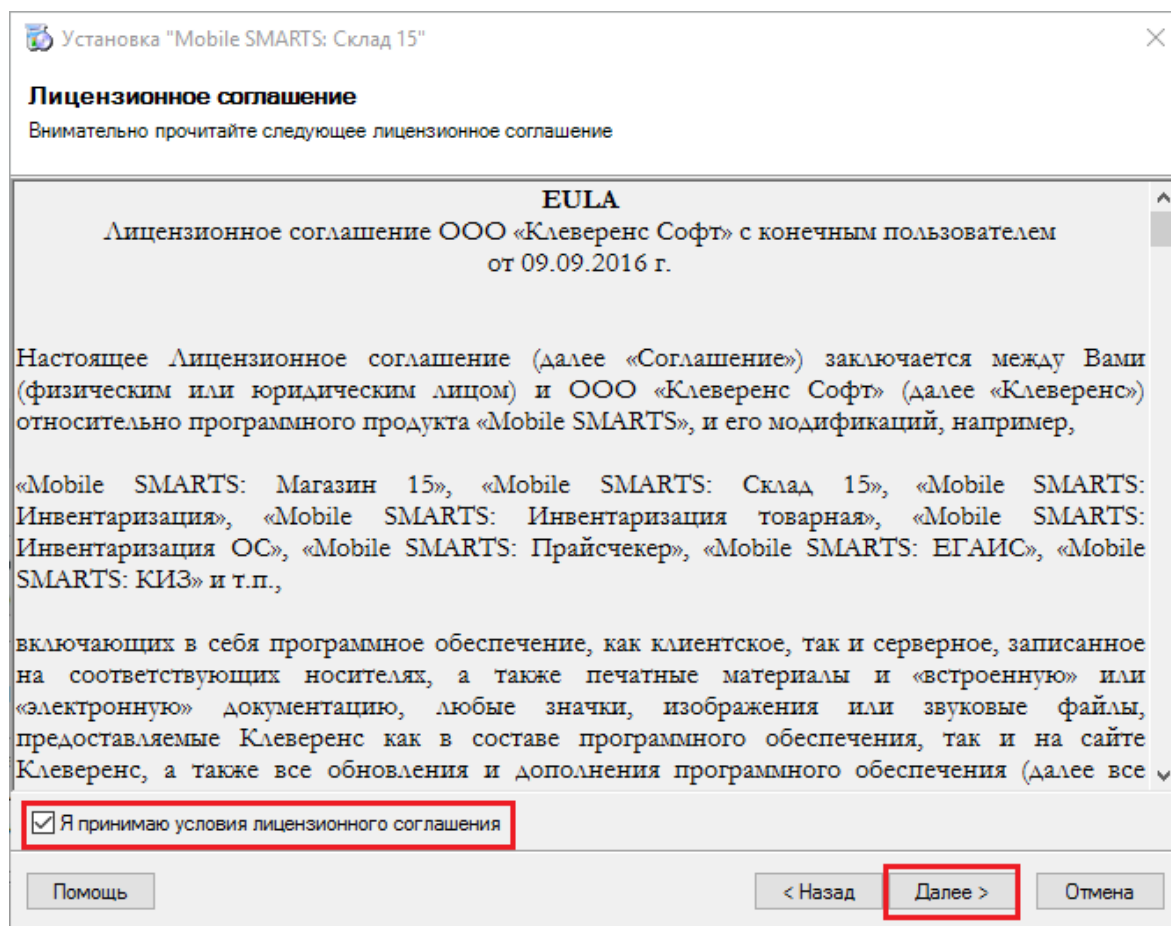 Установка "Mobile SMARTS: Склад 15"
Лицензионное соглашение
Внимательно прочитайте следующее лицензионное соглашение
EULA
Лицензионное соглашение ООО «Клеверенс Софт» с конечным пользователем
от 09.09.2016 г.
Настоящее Лицензионное соглашение (далее «Соглашение») заключается между Вами
(физическим или юридическим лицом) и ООО «Клеверенс Софт» (далее «Клеверенс»)
относительно программного продукта «Mobile SMARTS», и его модификаций, например,
«Mobile SMARTS: Магазин 15», «Mobile SMARTS: Склад 15», «Mobile SMARTS:
Инвентаризация», «Mobile SMARTS: Инвентаризация товарная», «Mobile SMARTS:
Инвентаризация ОС», «Mobile SMARTS: Прайсчекер», «Mobile SMARTS: ЕГАИС», «Mobile
SMARTS: КИЗ» и т.п.,
включающих в себя программное обеспечение, как клиентское, так и серверное, записанное
на соответствующих носителях, а также печатные материалы и «встроенную» или
«электронную» документацию, любые значки, изображения или звуковые файлы,
предоставляемые Клеверенс как в составе программного обеспечения, так и на сайте
Клеверенс, а также все обновления и дополнения программного обеспечения (далее все
Я принимаю условия лицензионного соглашения
Помощь < Назад Далее > Отмена